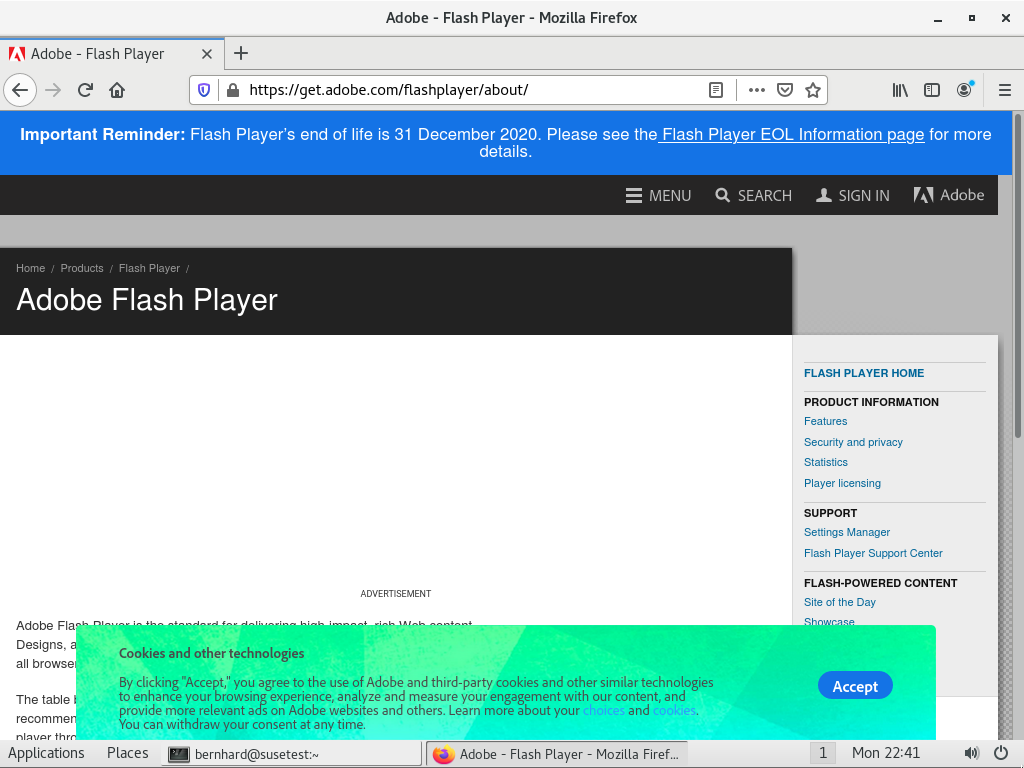 Adobe - Flash Player - Mozilla Firefox
Adobe - Flash Player
https://get.adobe.com/flashplayer/about/
Important Reminder: Flash Player's end of life is 31 December 2020. Please see the Flash Player EOL Information page for more
details.
MENU SEARCH SIGN IN Adobe
Home / Products / Flash Player /
Adobe Flash Player
FLASH PLAYER HOME
PRODUCT INFORMATION
Features
Security and privacy
Statistics
Player licensing
SUPPORT
Settings Manager
Flash Player Support Center
FLASH-POWERED CONTENT
Site of the Day
Showcase
ADVERTISEMENT
Adobe Flash Player is the standard for delivering high-impact, rich Web content.
Designs, a
all browse
The table
recommen
player thro
Cookies and other technologies
By clicking "Accept," you agree to the use of Adobe and third-party cookies and other similar technologies
to enhance your browsing experience, analyze and measure your engagement with our content, and
provide more relevant ads on Adobe websites and others. Learn more about your choices and cookies.
You can withdraw your consent at any time.
Accept
Applications Places bernhard@susetest:~ Adobe - Flash Player - Mozilla Firef... 1 Mon 22:41